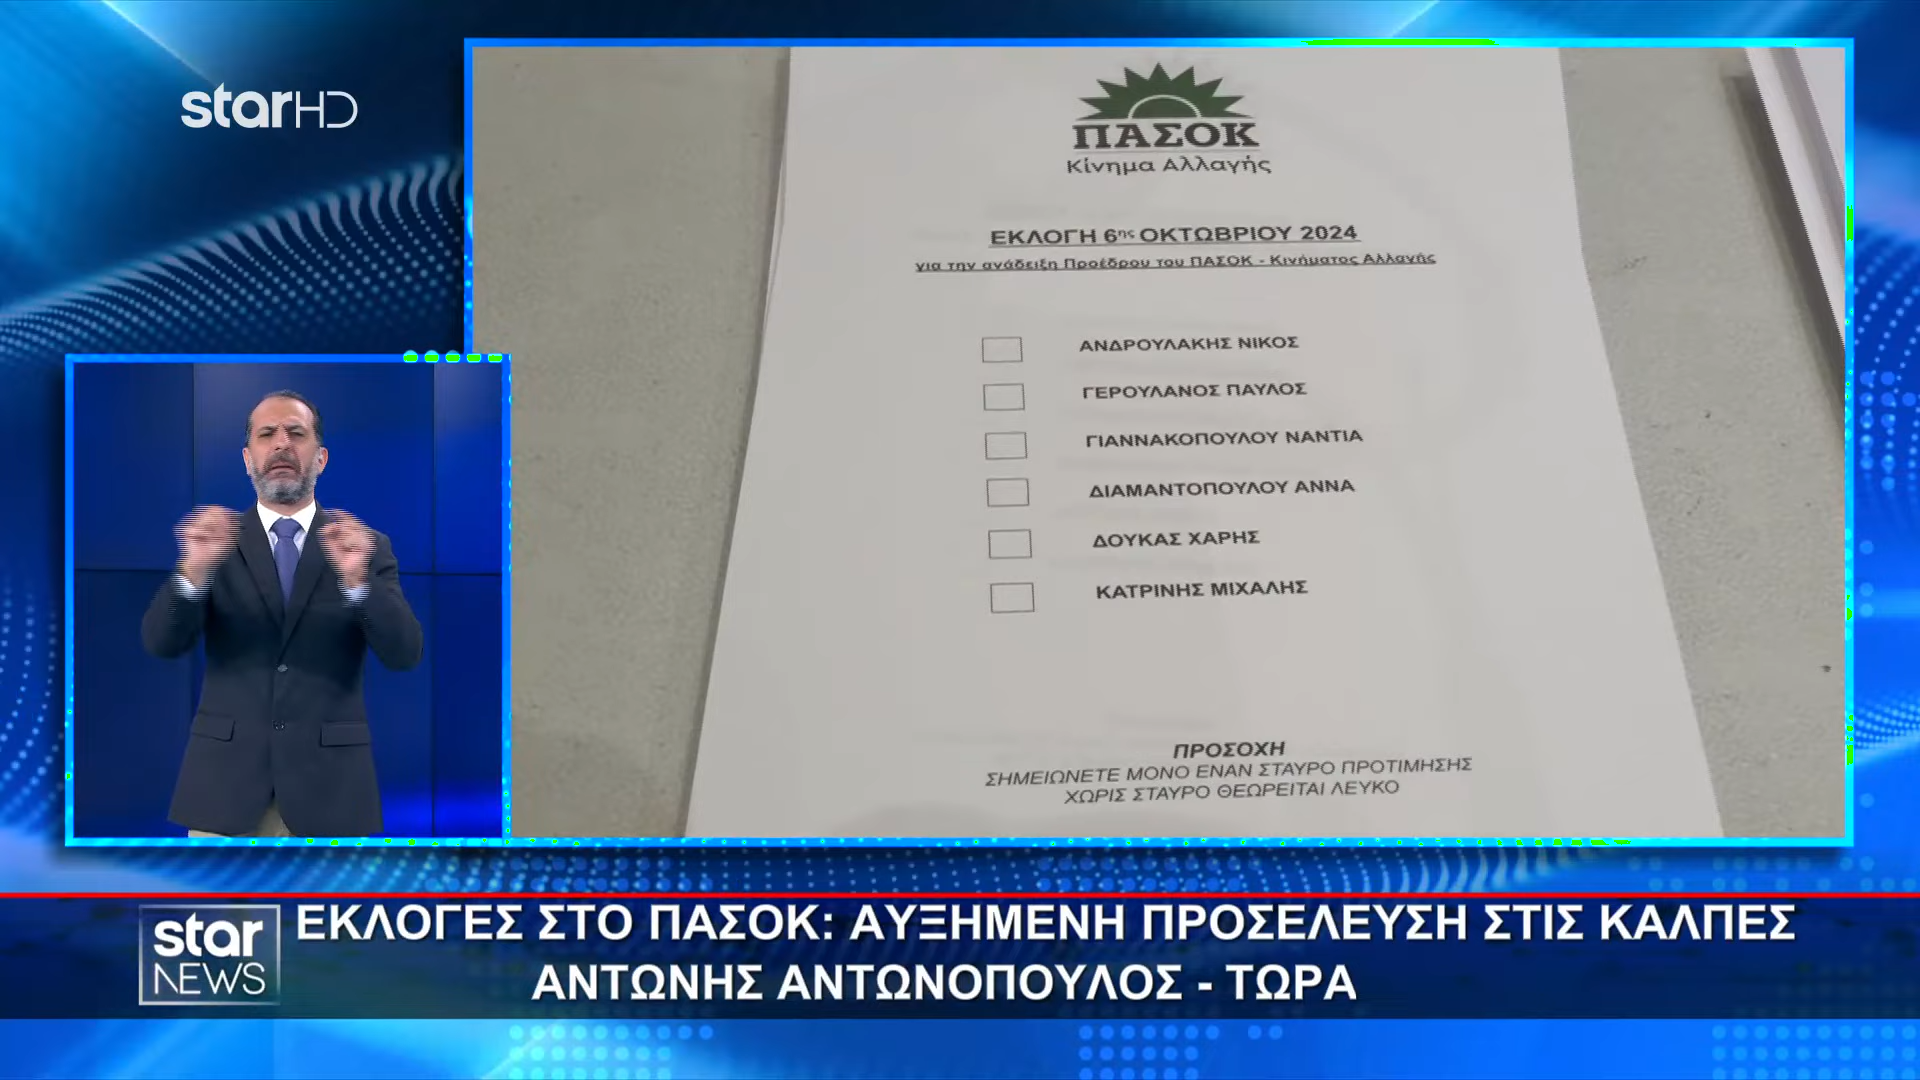 star HD
ΠΑΣΟΚ
Κίνημα Αλλαγής
ΕΚΛΟΓΗ 6ης ΟΚΤΩΒΡΙΟΥ 2024
για την ανάδειξη Προέδρου του ΠΑΣΟΚ - Κινήματος Αλλαγής
ΑΝΔΡΟΥΛΑΚΗΣ ΝΙΚΟΣ
ΓΕΡΟΥΛΑΝΟΣ ΠΑΥΛΟΣ
ΓΙΑΝΝΑΚΟΠΟΥΛΟΥ ΝΑΝΤΙΑ
ΔΙΑΜΑΝΤΟΠΟΥΛΟΥ ΑΝΝΑ
ΔΟΥΚΑΣ ΧΑΡΗΣ
ΚΑΤΡΙΝΗΣ ΜΙΧΑΛΗΣ
ΠΡΟΣΟΧΗ
ΣΗΜΕΙΩΝΕΤΕ ΜΟΝΟ ΕΝΑΝ ΣΤΑΥΡΟ ΠΡΟΤΙΜΗΣΗΣ
ΧΩΡΙΣ ΣΤΑΥΡΟ ΘΕΩΡΕΙΤΑΙ ΛΕΥΚΟ
star
NEWS
ΕΚΛΟΓΕΣ ΣΤΟ ΠΑΣΟΚ: ΑΥΞΗΜΕΝΗ ΠΡΟΣΕΛΕΥΣΗ ΣΤΙΣ ΚΑΛΠΕΣ
ΑΝΤΩΝΗΣ ΑΝΤΩΝΟΠΟΥΛΟΣ - ΤΩΡΑ